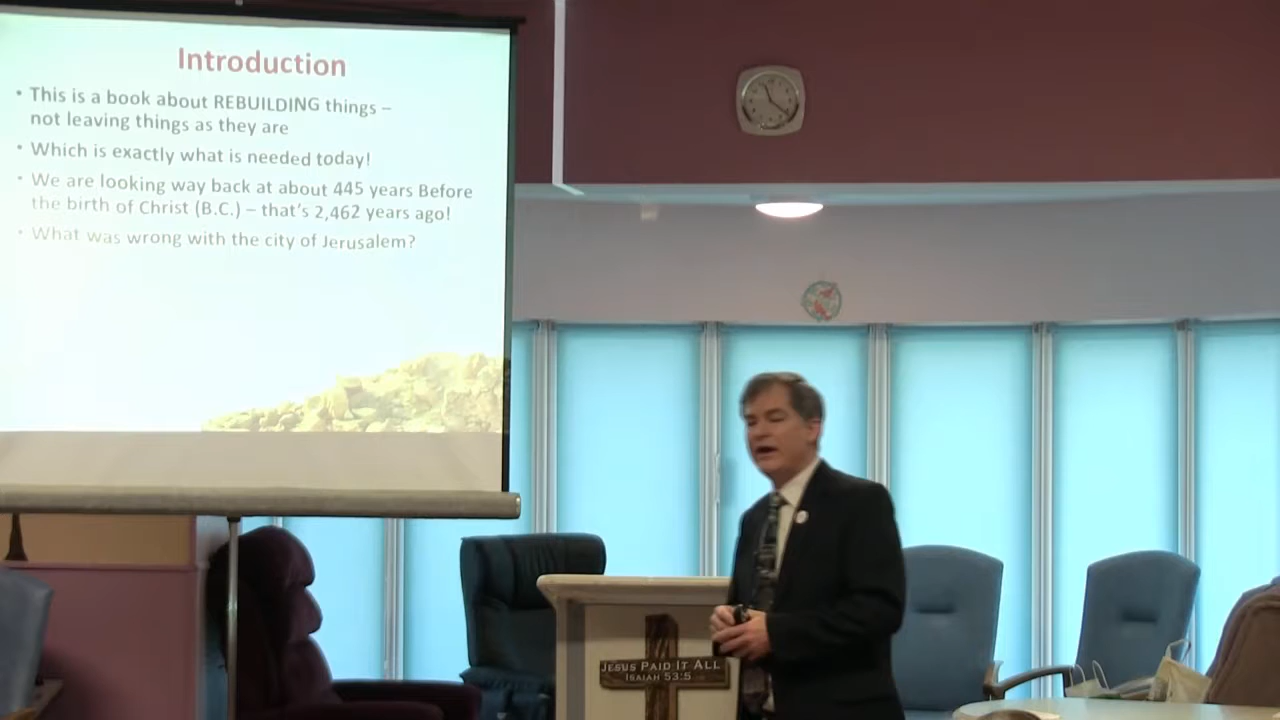 Introduction
• This is a book about REBUILDING things –
not leaving things as they are
• Which is exactly what is needed today!
• We are looking way back at about 445 years Before
the birth of Christ (B.C.) – that's 2,462 years ago!
• What was wrong with the city of Jerusalem?
JESUS PAID IT ALL
ISAIAH 53:5